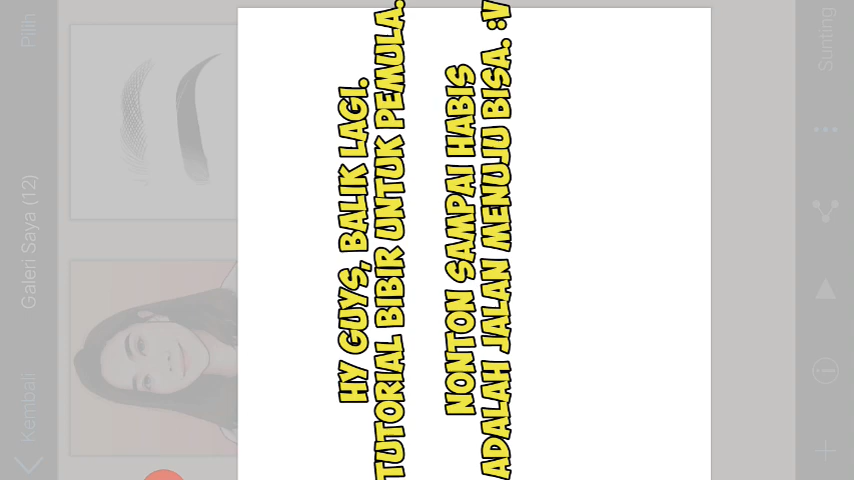 Kembali
Galeri Saya (12)
Pilih
Sunting
HY GUYS, BALIK LAGI.
TUTORIAL BIBIR UNTUK PEMULA.
NONTON SAMPAI HABIS
ADALAH JALAN MENUJU BISA. :V